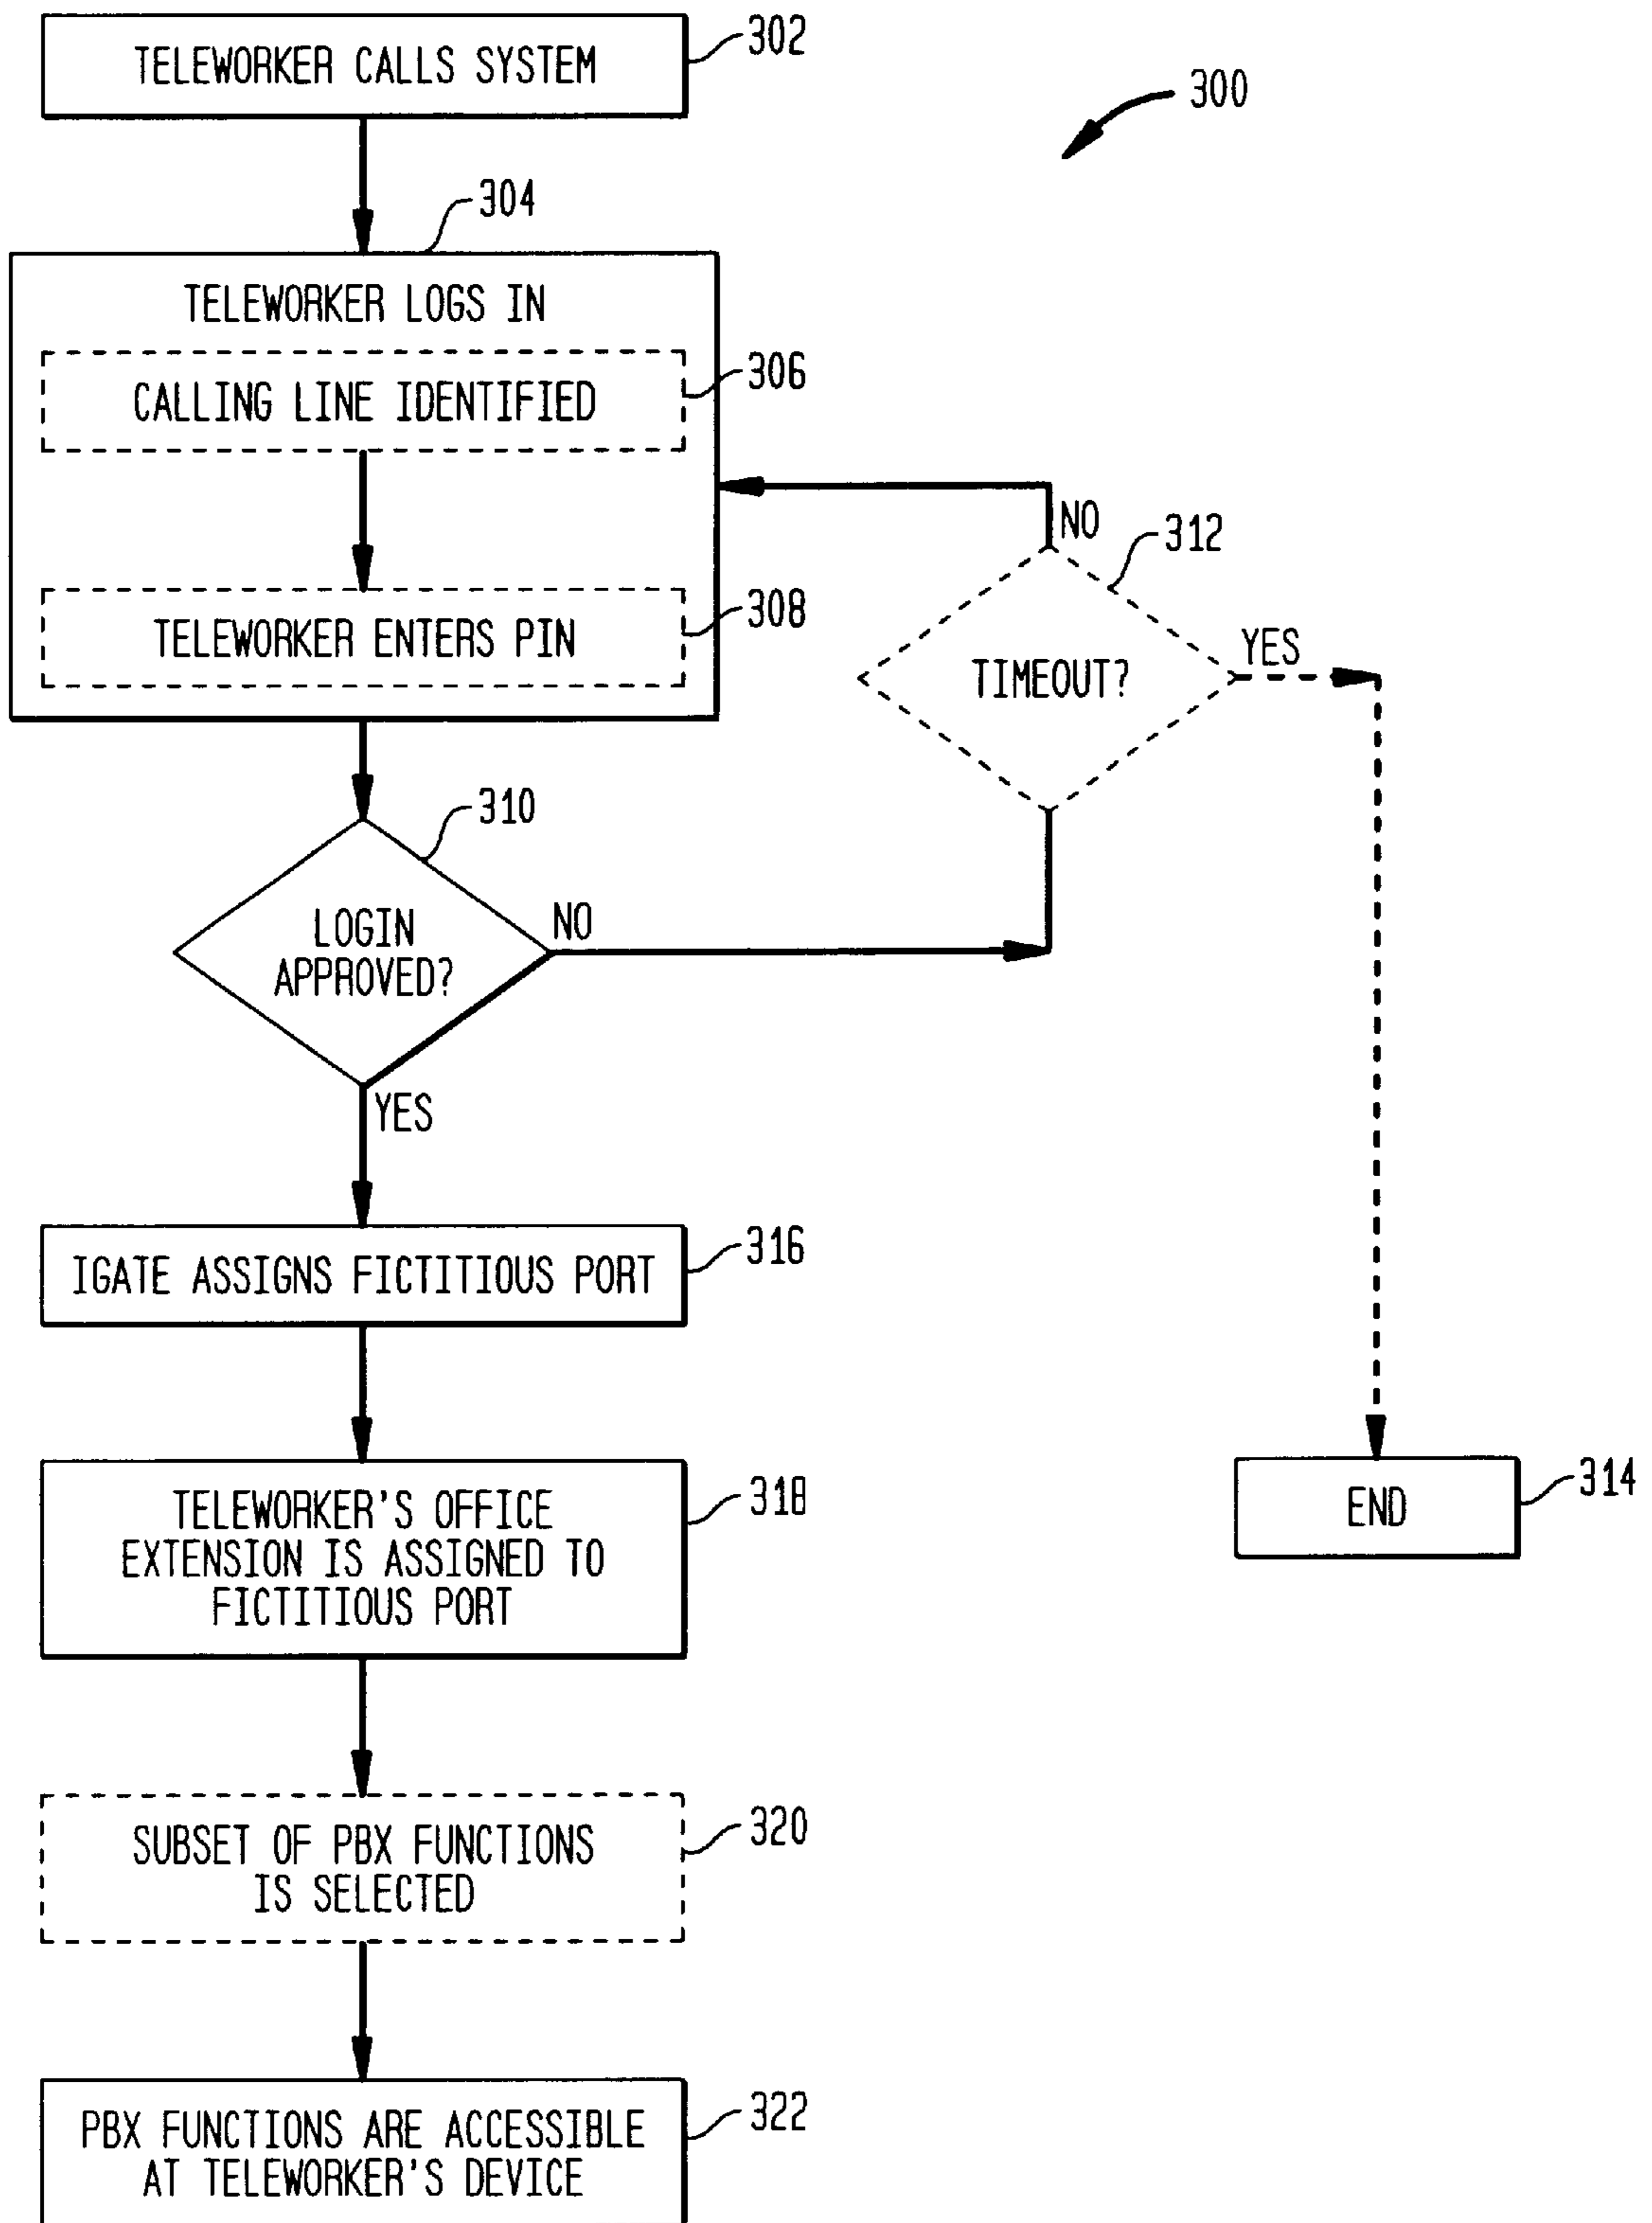 TELEWORKER CALLS SYSTEM
302
300
304
TELEWORKER LOGS IN
CALLING LINE IDENTIFIED
306
TELEWORKER ENTERS PIN
308
NO
312
TIMEOUT?
YES
310
LOGIN
APPROVED?
NO
YES
IGATE ASSIGNS FICTITIOUS PORT
316
TELEWORKER'S OFFICE
EXTENSION IS ASSIGNED TO
FICTITIOUS PORT
318
END
314
SUBSET OF PBX FUNCTIONS
IS SELECTED
320
PBX FUNCTIONS ARE ACCESSIBLE
AT TELEWORKER'S DEVICE
322